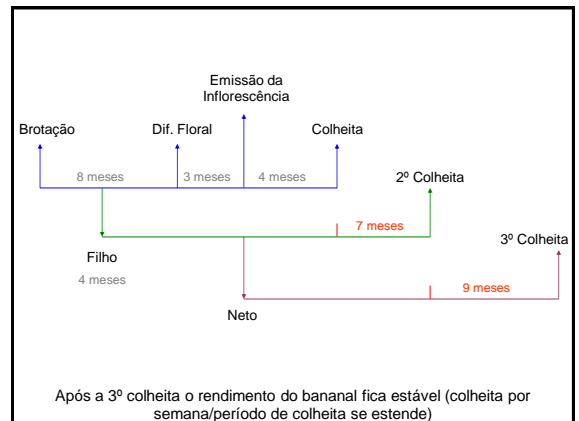 Emissão da
Inflorescência
Brotação
Dif. Floral
Colheita
8 meses
3 meses
4 meses
2º Colheita
7 meses
3º Colheita
Filho
4 meses
9 meses
Neto
Após a 3º colheita o rendimento do bananal fica estável (colheita por
semana/período de colheita se estende)